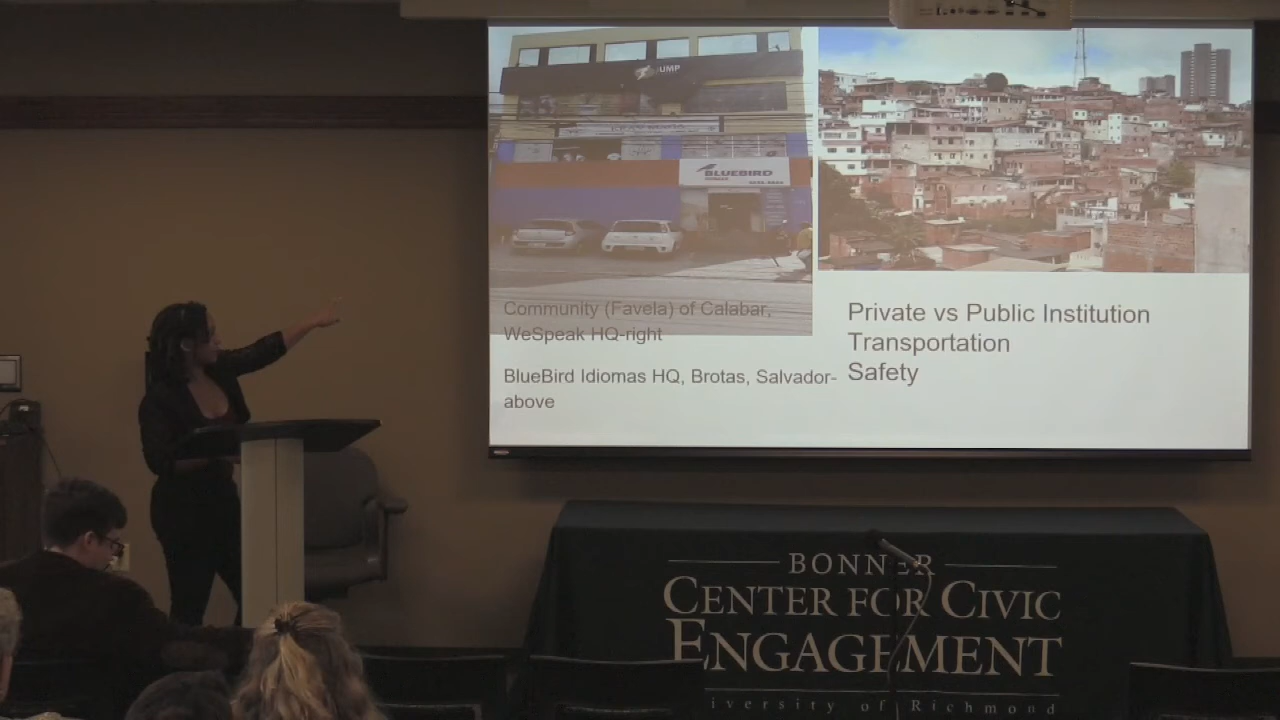 UMP
BLUEBIRD
Community (Favela) of Calabar,
WeSpeak HQ-right
BlueBird Idiomas HQ, Brotas, Salvador-
above
Private vs Public Institution
Transportation
Safety
BONNER
CENTER FOR CIVIC
ENGAGEMENT
niversity of Richmond